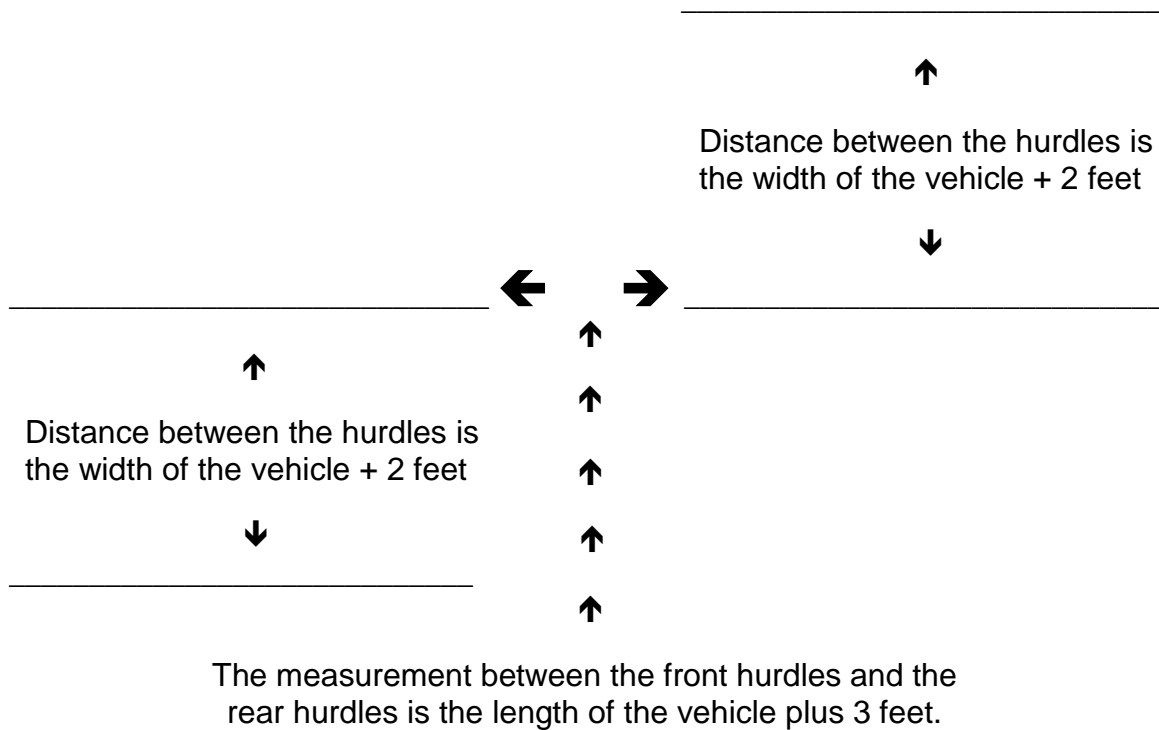 Distance between the hurdles is
the width of the vehicle + 2 feet
Distance between the hurdles is
the width of the vehicle + 2 feet
The measurement between the front hurdles and the
rear hurdles is the length of the vehicle plus 3 feet.